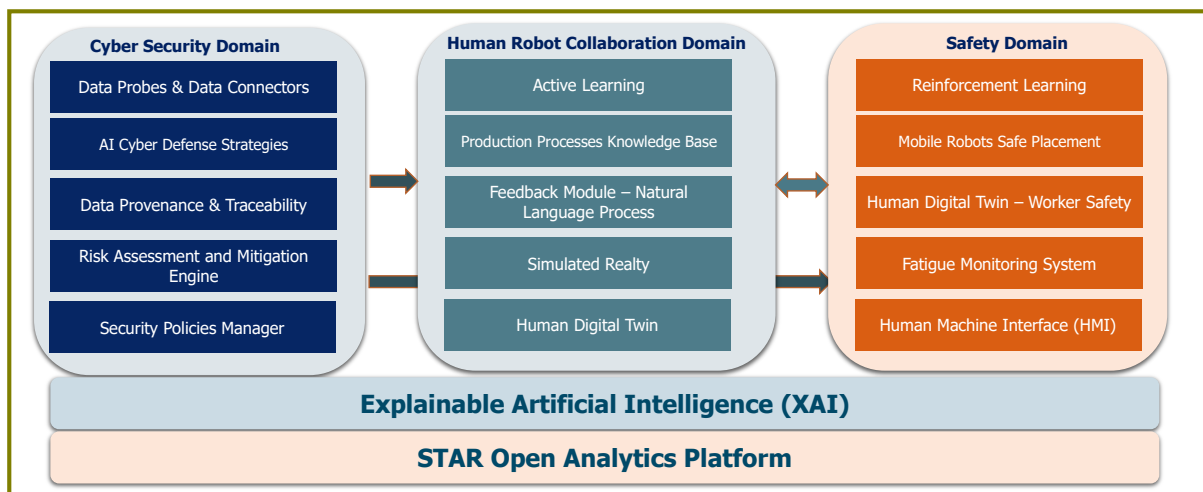 Cyber Security Domain
Data Probes & Data Connectors
AI Cyber Defense Strategies
Data Provenance & Traceability
Risk Assessment and Mitigation
Engine
Security Policies Manager
Human Robot Collaboration Domain
Active Learning
Production Processes Knowledge Base
Feedback Module – Natural
Language Process
Simulated Realty
Human Digital Twin
Safety Domain
Reinforcement Learning
Mobile Robots Safe Placement
Human Digital Twin – Worker Safety
Fatigue Monitoring System
Human Machine Interface (HMI)
Explainable Artificial Intelligence (XAI)
STAR Open Analytics Platform